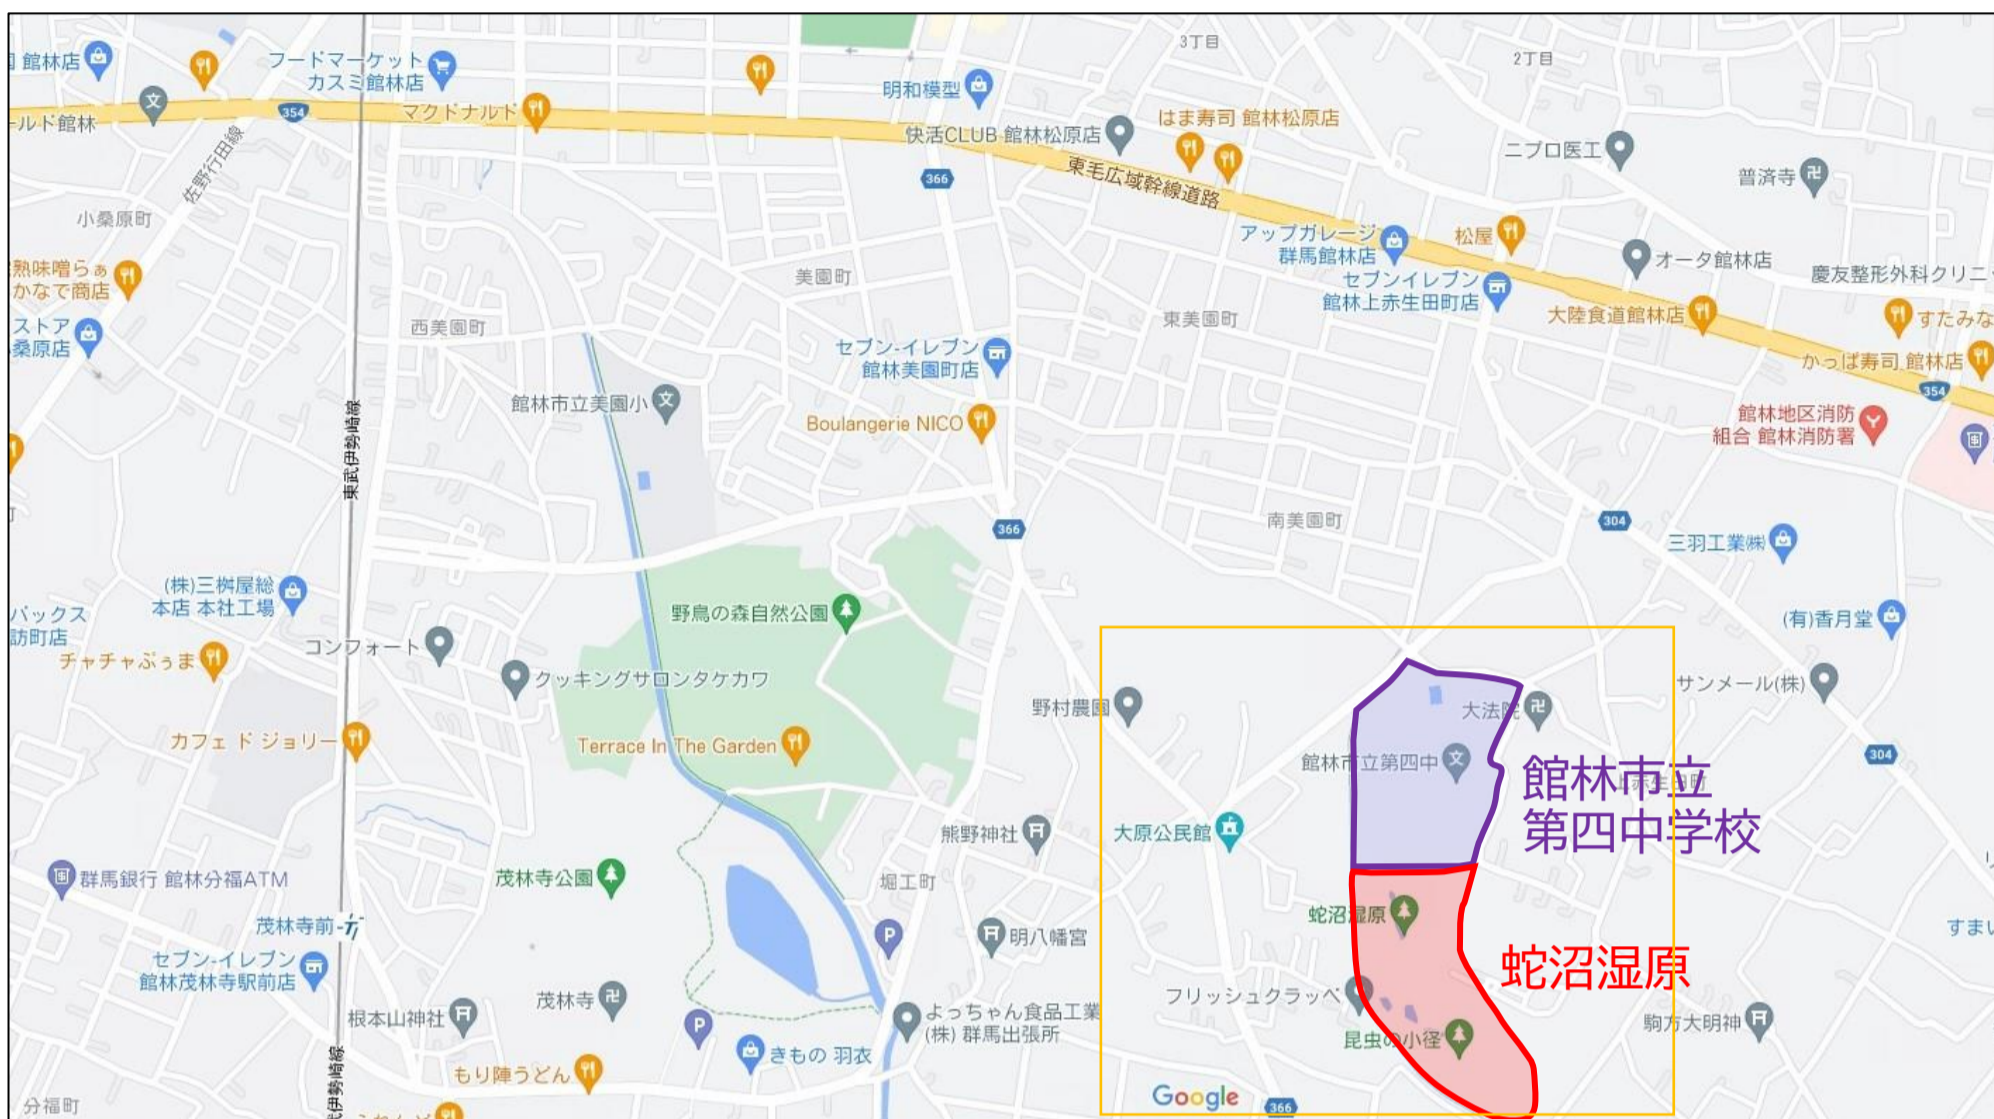 館林店
フードマーケット
カスミ館林店
354
マクドナルド
ールド館林
佐野行田線
小桑原町
明和模型
快活CLUB 館林松原店
はま寿司 館林松原店
3丁目
2丁目
366
東毛広域幹線道路
ニプロ医工
普済寺
アップガレージ
群馬館林店
松屋
オータ館林店
セブンイレブン
館林上赤生田町店
慶友整形外科クリニ
大陸食道館林店
すたみな
かっぱ寿司 館林店
354
熟味噌らぁ
かなで商店
ストア
桑原店
西美園町
美園町
東美園町
セブン-イレブン
館林美園町店
館林市立美園小
Boulangerie NICO
東武伊勢崎線
館林地区消防
組合 館林消防署
366
南美園町
304
三羽工業㈱
(株)三桝屋総
本店 本社工場
パックス
訪町店
チャチャぷぅま
コンフォート
クッキングサロンタケカワ
野鳥の森自然公園
(有)香月堂
サンメール(株)
野村農園
大法院
カフェ ド ジョリー
Terrace In The Garden
館林市立第四中
館林市立
第四中学校
上赤生田町
304
熊野神社
大原公民館
群馬銀行 館林分福ATM
茂林寺公園
堀工町
茂林寺前
蛇沼湿原
蛇沼湿原
セブン-イレブン
館林茂林寺駅前店
P
明八幡宮
すまい
茂林寺
フリッシュクラッペ
根本山神社
P
よっちゃん食品工業
(株) 群馬出張所
昆虫の小径
駒方大明神
きもの 羽衣
もり陣うどん
武伊勢崎線
分福町
Google
366